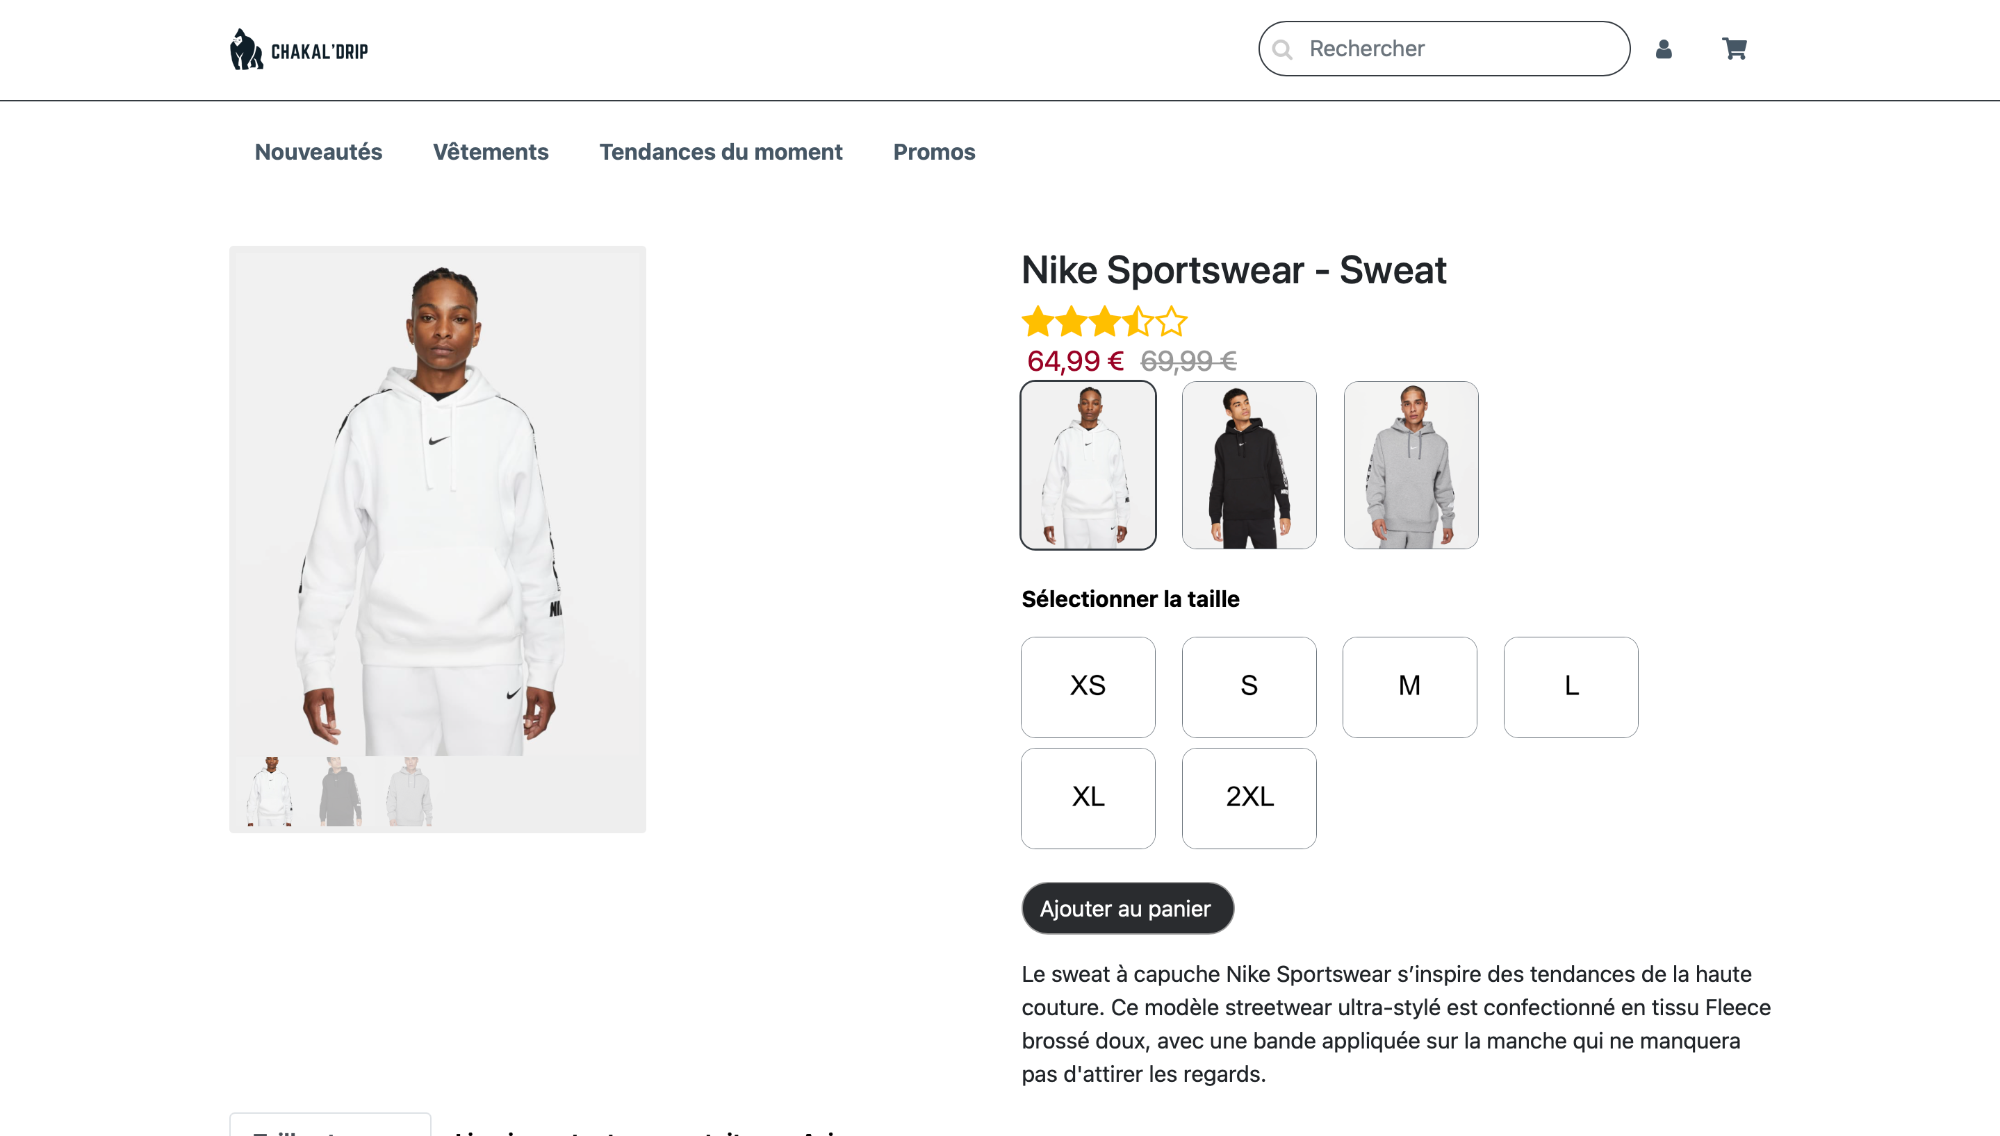 CHAKAL'DRIP
Rechercher
Nouveautés Vêtements Tendances du moment Promos
Nike Sportswear - Sweat
64,99 € 69,99 €
Sélectionner la taille
XS S M L
XL 2XL
Ajouter au panier
Le sweat à capuche Nike Sportswear s’inspire des tendances de la haute
couture. Ce modèle streetwear ultra-stylé est confectionné en tissu Fleece
brossé doux, avec une bande appliquée sur la manche qui ne manquera
pas d'attirer les regards.